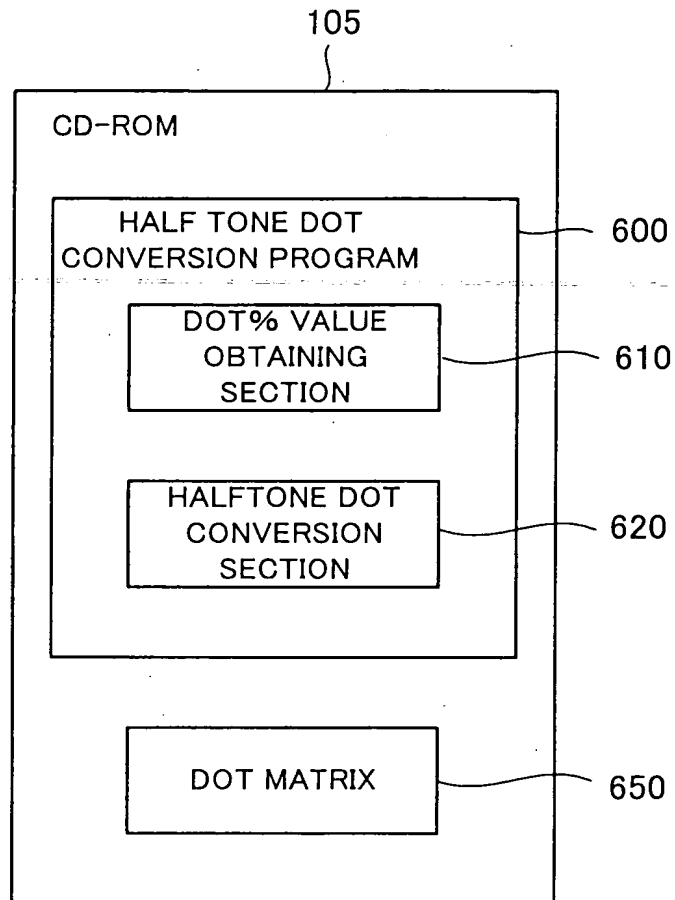 105
CD-ROM
HALF TONE DOT
CONVERSION PROGRAM
600
DOT% VALUE
OBTAINING
SECTION
610
HALFTONE DOT
CONVERSION
SECTION
620
DOT MATRIX
650